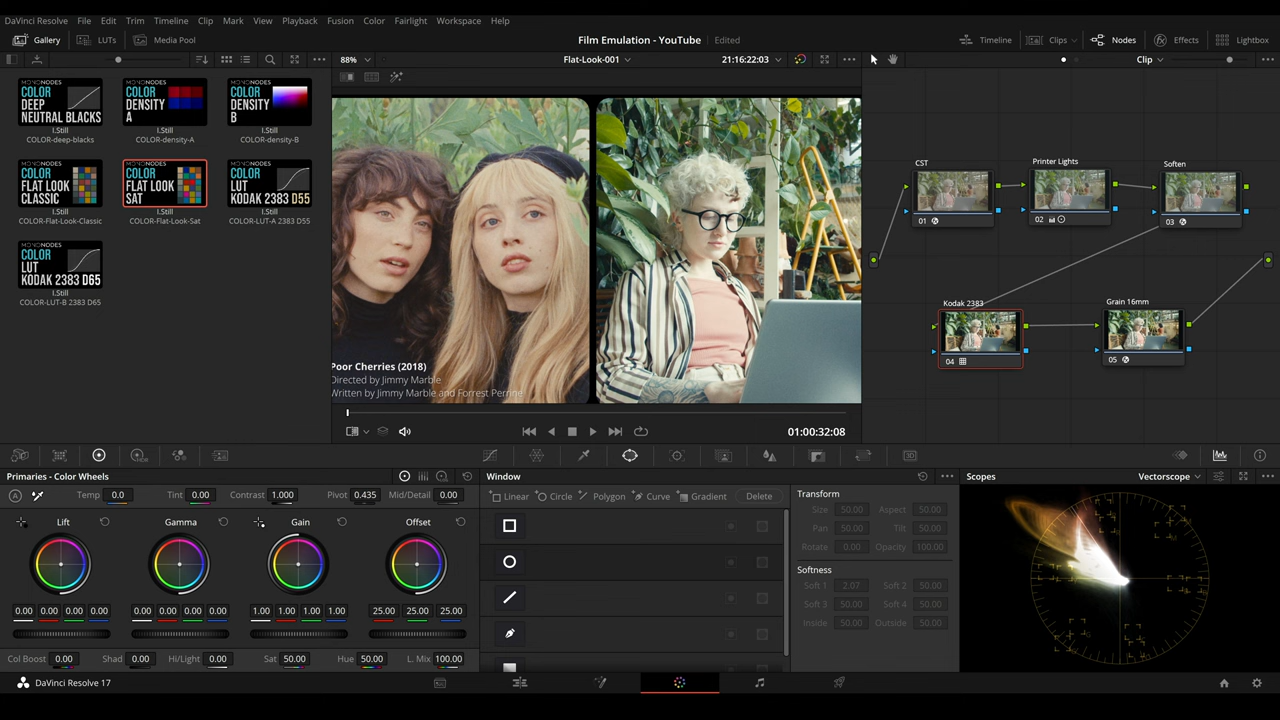 DaVinci Resolve File Edit Trim Timeline Clip Mark View Playback Fusion Color Fairlight Workspace Help
Gallery LUTs Media Pool Film Emulation - YouTube Edited Timeline Clips Nodes Effects Lightbox
88% Flat-Look-001 21:16:22:03 Clip
MONONODES
COLOR
DEEP
NEUTRAL BLACKS
I.Still
COLOR-deep-blacks
MONONODES
COLOR
DENSITY
A
I.Still
COLOR-density-A
MONONODES
COLOR
DENSITY
B
I.Still
COLOR-density-B
MONONODES
COLOR
FLAT LOOK
CLASSIC
I.Still
COLOR-Flat-Look-Classic
MONONODES
COLOR
FLAT LOOK
SAT
I.Still
COLOR-Flat-Look-Sat
MONONODES
COLOR
LUT
KODAK 2383 D55
I.Still
COLOR-LUT-A 2383 D55
MONONODES
COLOR
LUT
KODAK 2383 D65
I.Still
COLOR-LUT-B 2383 D65
Poor Cherries (2018)
Directed by Jimmy Marble
Written by Jimmy Marble and Forrest Perrine
01:00:32:08
CST
01
Printer Lights
02
Soften
03
Kodak 2383
04
Grain 16mm
05
Primaries - Color Wheels
Temp 0.0 Tint 0.00 Contrast 1.000 Pivot 0.435 Mid/Detail 0.00
Lift Gamma Gain Offset
0.00 0.00 0.00 0.00 0.00 0.00 0.00 0.00 1.00 1.00 1.00 1.00 25.00 25.00 25.00
Col Boost 0.00 Shad 0.00 Hi/Light 0.00 Sat 50.00 Hue 50.00 L. Mix 100.00
Window
Linear Circle Polygon Curve Gradient Delete
Transform
Size 50.00 Aspect 50.00
Pan 50.00 Tilt 50.00
Rotate 0.00 Opacity 100.00
Softness
Soft 1 2.07 Soft 2 50.00
Soft 3 50.00 Soft 4 50.00
Inside 50.00 Outside 50.00
Scopes Vectorscope
DaVinci Resolve 17